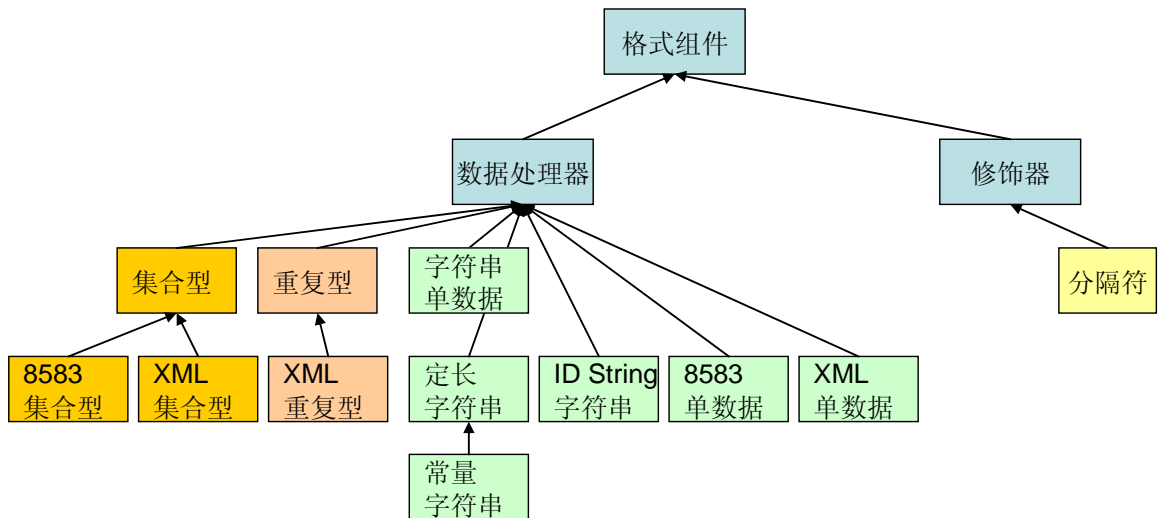 格式组件
数据处理器
修饰器
集合型
重复型
字符串
单数据
分隔符
8583
集合型
XML
集合型
XML
重复型
定长
字符串
ID String
字符串
8583
单数据
XML
单数据
常量
字符串